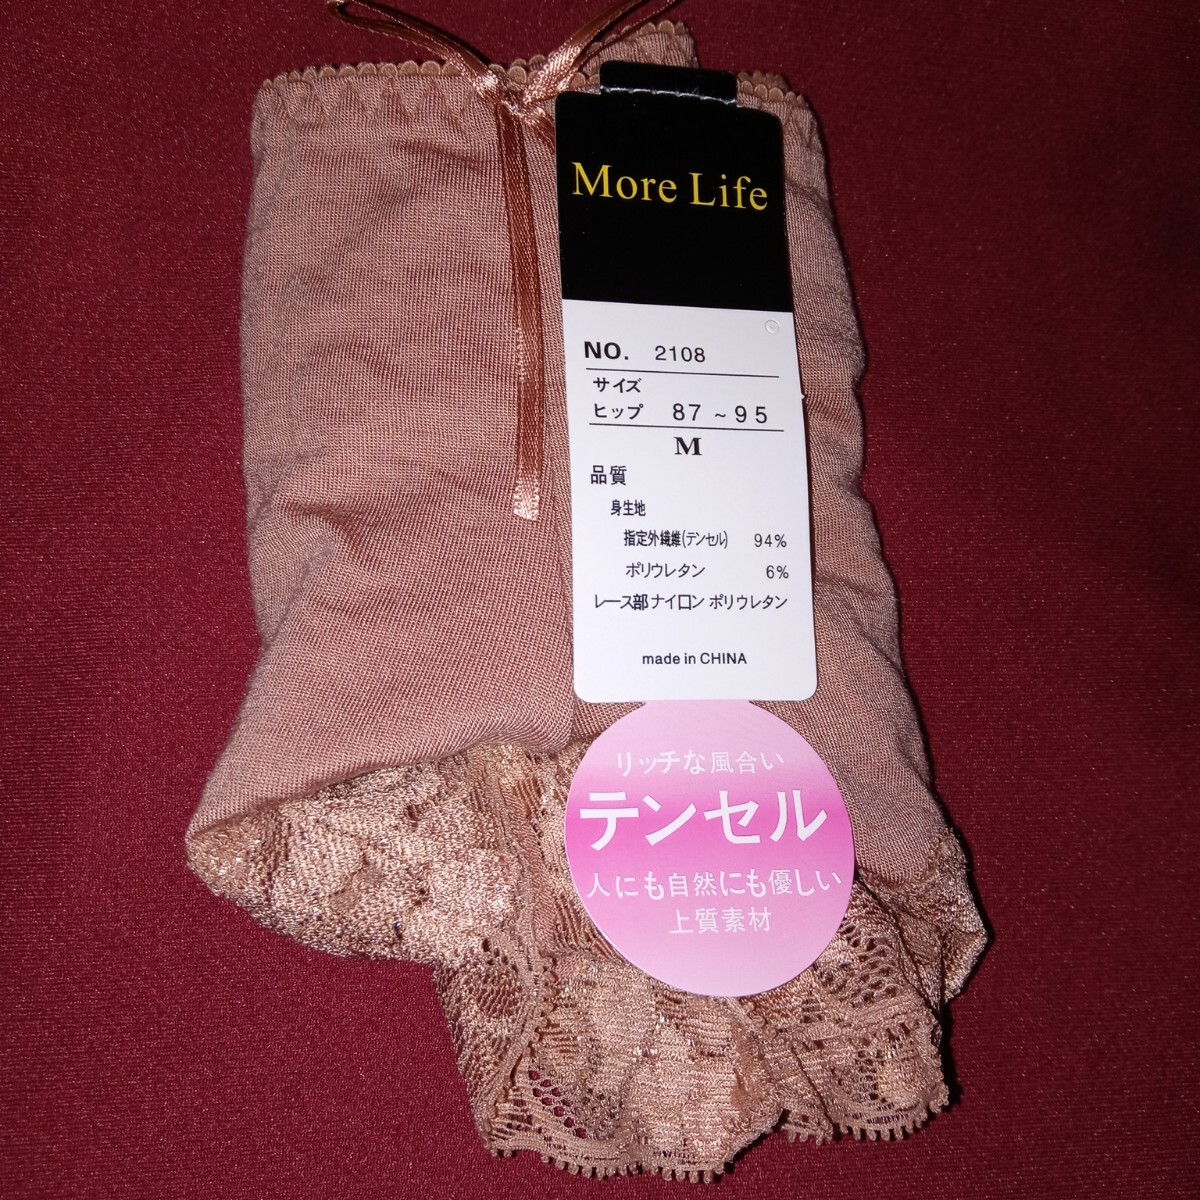 More Life
NO. 2108
サイズ
ヒップ 87~95
M
品質
身生地
指定外繊維(テンセル) 94%
ポリウレタン 6%
レース部 ナイロン ポリウレタン
made in CHINA
リッチな風合い
テンセル
人にも自然にも優しい
上質素材